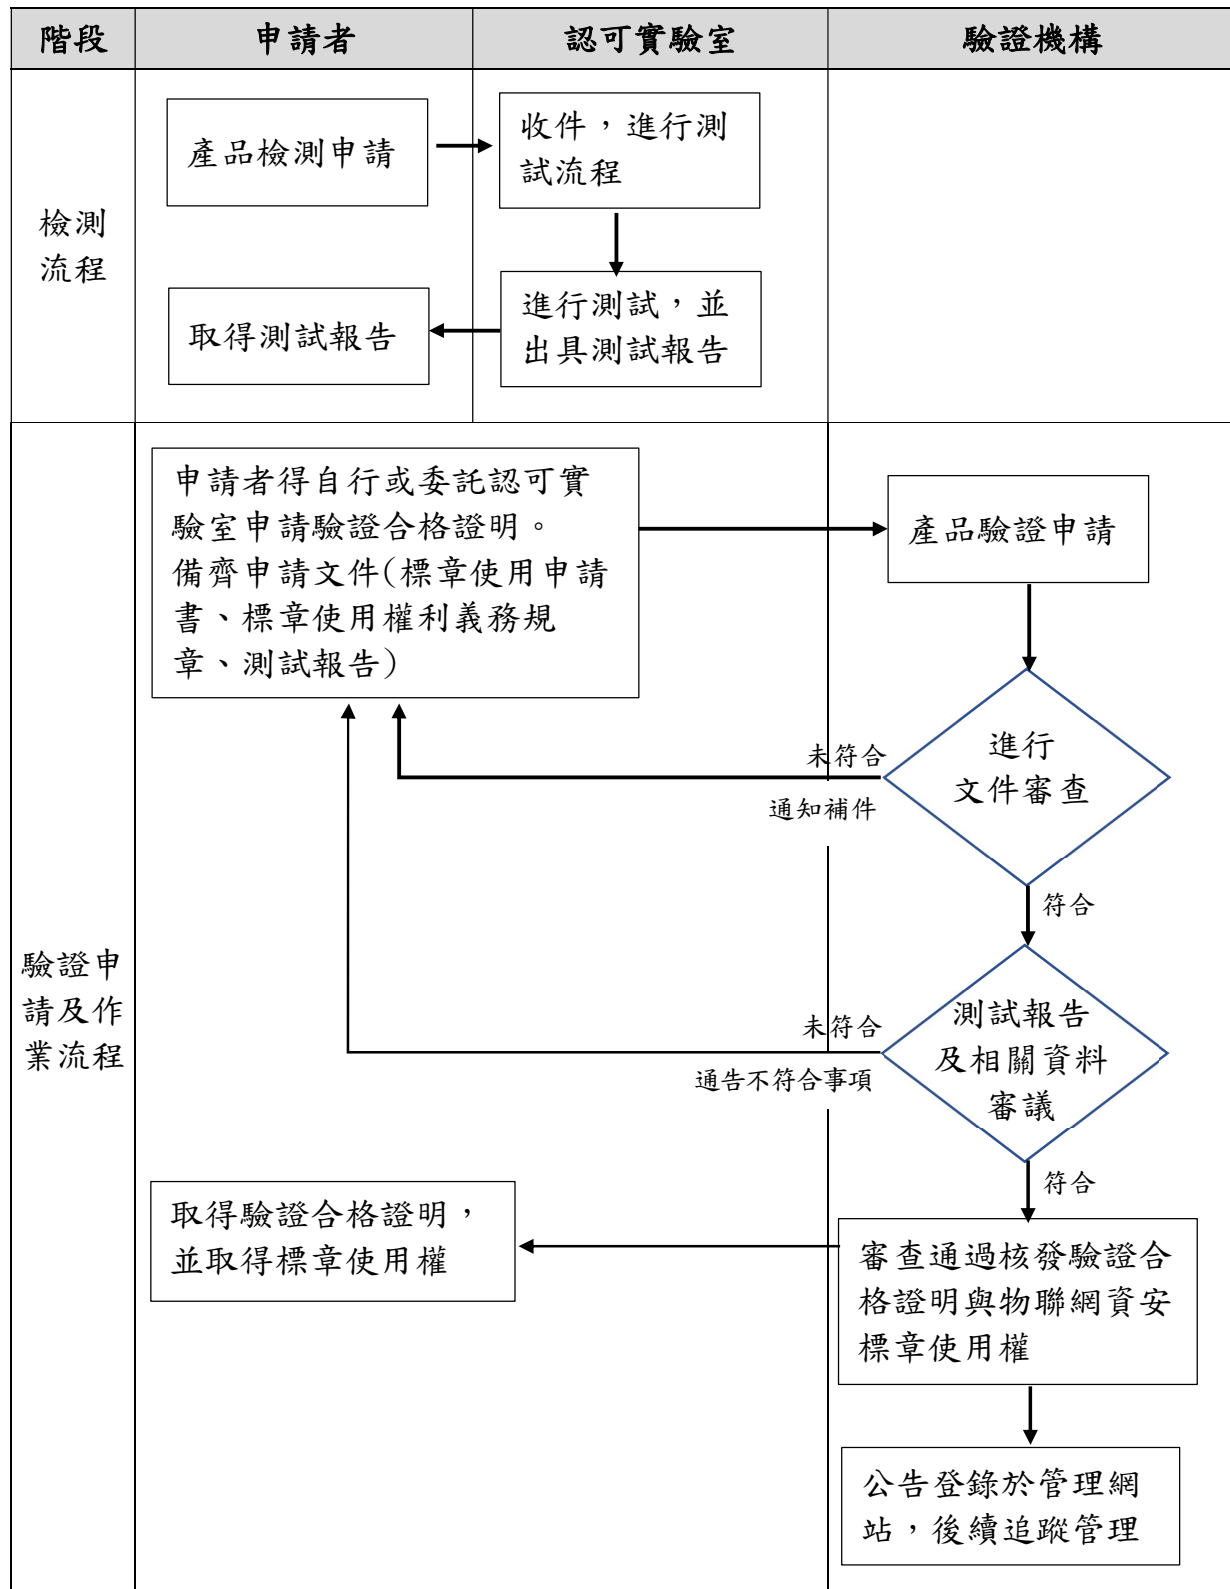 階段
申請者
認可實驗室
驗證機構
檢測
流程
產品檢測申請
收件，進行測
試流程
取得測試報告
進行測試，並
出具測試報告
驗證申
請及作
業流程
申請者得自行或委託認可實
驗室申請驗證合格證明。
備齊申請文件(標章使用申請
書、標章使用權利義務規
章、測試報告)
產品驗證申請
進行
文件審查
未符合
通知補件
符合
測試報告
及相關資料
審議
未符合
通告不符合事項
符合
取得驗證合格證明，
並取得標章使用權
審查通過核發驗證合
格證明與物聯網資安
標章使用權
公告登錄於管理網
站，後續追蹤管理